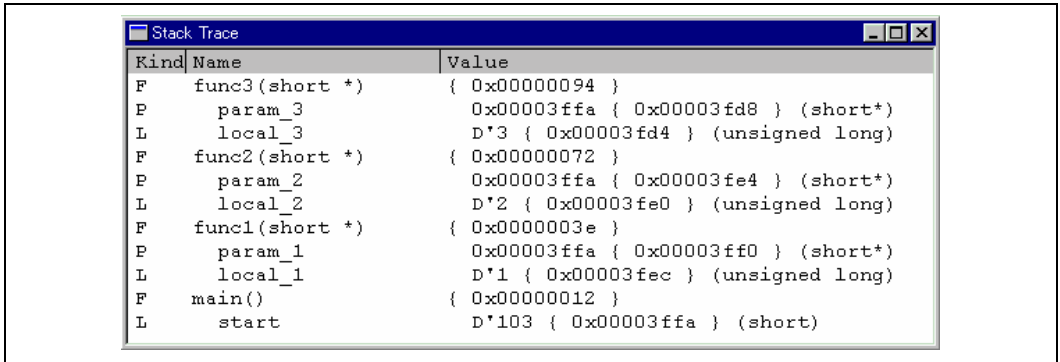 Stack Trace
Kind Name Value
F func3(short *) { 0x00000094 }
P param_3 0x00003ffa { 0x00003fd8 } (short*)
L local_3 D'3 { 0x00003fd4 } (unsigned long)
F func2(short *) { 0x00000072 }
P param_2 0x00003ffa { 0x00003fe4 } (short*)
L local_2 D'2 { 0x00003fe0 } (unsigned long)
F func1(short *) { 0x0000003e }
P param_1 0x00003ffa { 0x00003ff0 } (short*)
L local_1 D'1 { 0x00003fec } (unsigned long)
F main() { 0x00000012 }
L start D'103 { 0x00003ffa } (short)